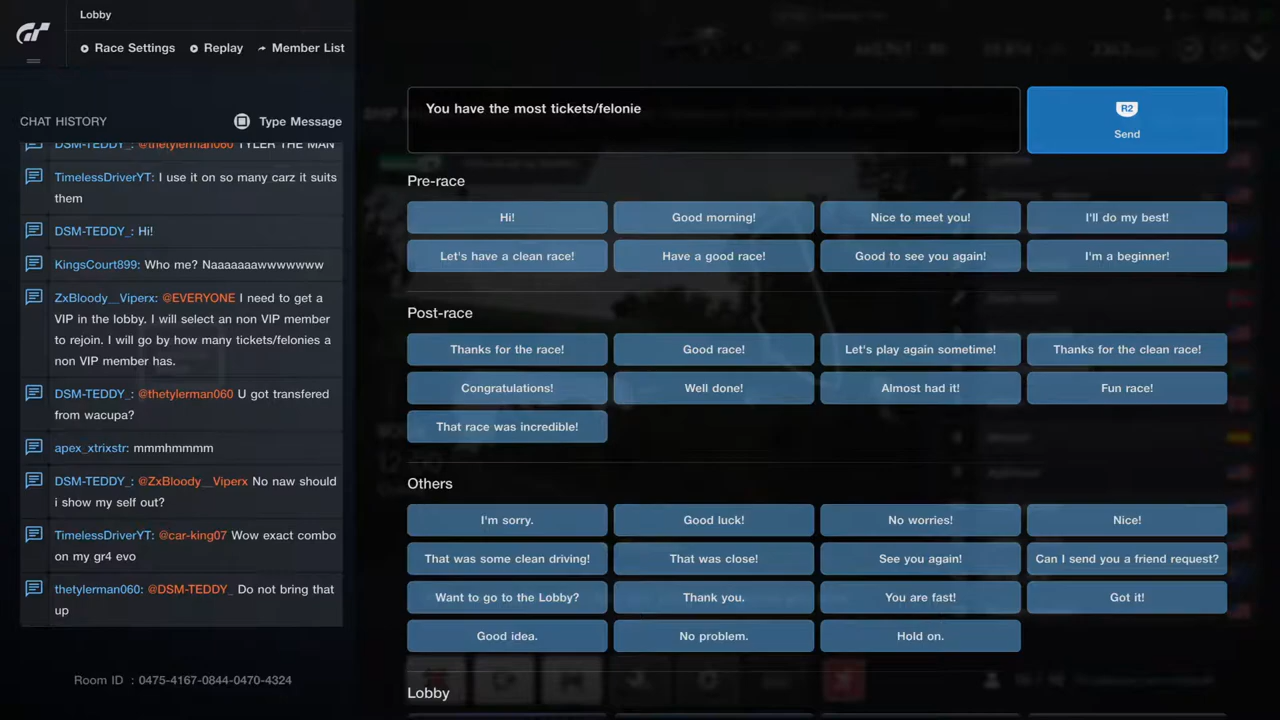 Lobby
Race Settings
Replay
Member List
CHAT HISTORY
Type Message
DSM-TEDDY_: @thetylerman060 TYLER THE MAN
TimelessDriverYT: I use it on so many carz it suits
them
DSM-TEDDY_: Hi!
KingsCourt899: Who me? Naaaaaaawwwwwww
ZxBloody__Viperx: @EVERYONE I need to get a
VIP in the lobby. I will select an non VIP member
to rejoin. I will go by how many tickets/felonies a
non VIP member has.
DSM-TEDDY_: @thetylerman060 U got transfered
from wacupa?
apex_xtrixstr: mmmhmmmm
DSM-TEDDY_: @ZxBloody__Viperx No naw should
i show my self out?
TimelessDriverYT: @car-king07 Wow exact combo
on my gr4 evo
thetylerman060: @DSM-TEDDY_ Do not bring that
up
Room ID : 0475-4167-0844-0470-4324
You have the most tickets/felonie
R2
Send
Pre-race
Hi!
Good morning!
Nice to meet you!
I'll do my best!
Let's have a clean race!
Have a good race!
Good to see you again!
I'm a beginner!
Post-race
Thanks for the race!
Good race!
Let's play again sometime!
Thanks for the clean race!
Congratulations!
Well done!
Almost had it!
Fun race!
That race was incredible!
Others
I'm sorry.
Good luck!
No worries!
Nice!
That was some clean driving!
That was close!
See you again!
Can I send you a friend request?
Want to go to the Lobby?
Thank you.
You are fast!
Got it!
Good idea.
No problem.
Hold on.
Lobby